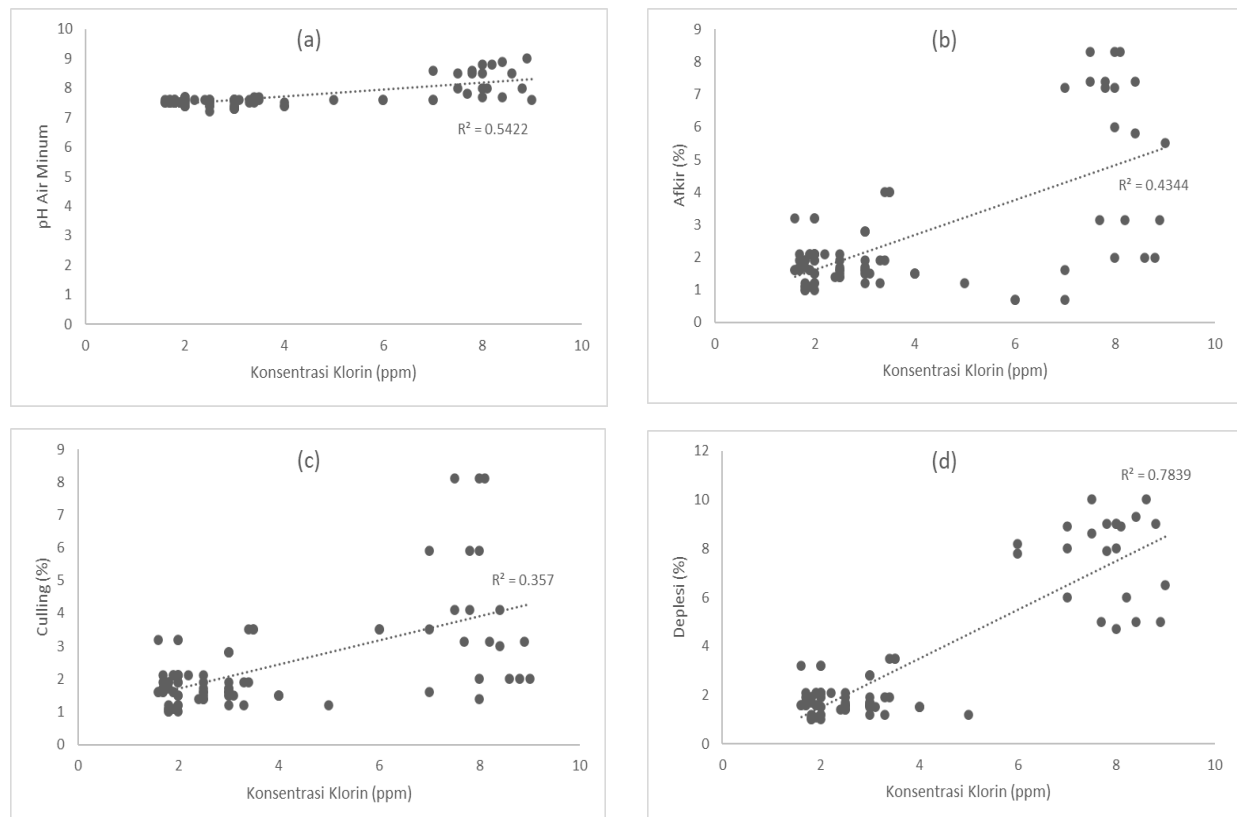 (a)
10
9
8
7
6
5
4
3
2
1
0
R² = 0.5422
pH Air Minum
0 2 4 6 8 10
Konsentrasi Klorin (ppm)
(b)
9
8
7
6
5
4
3
2
1
0
R² = 0.4344
Afkir (%)
0 2 4 6 8 10
Konsentrasi Klorin (ppm)
(c)
9
8
7
6
5
4
3
2
1
0
R² = 0.357
Culling (%)
0 2 4 6 8 10
Konsentrasi Klorin (ppm)
(d)
12
10
8
6
4
2
0
R² = 0.7839
Deplesi (%)
0 2 4 6 8 10
Konsentrasi Klorin (ppm)